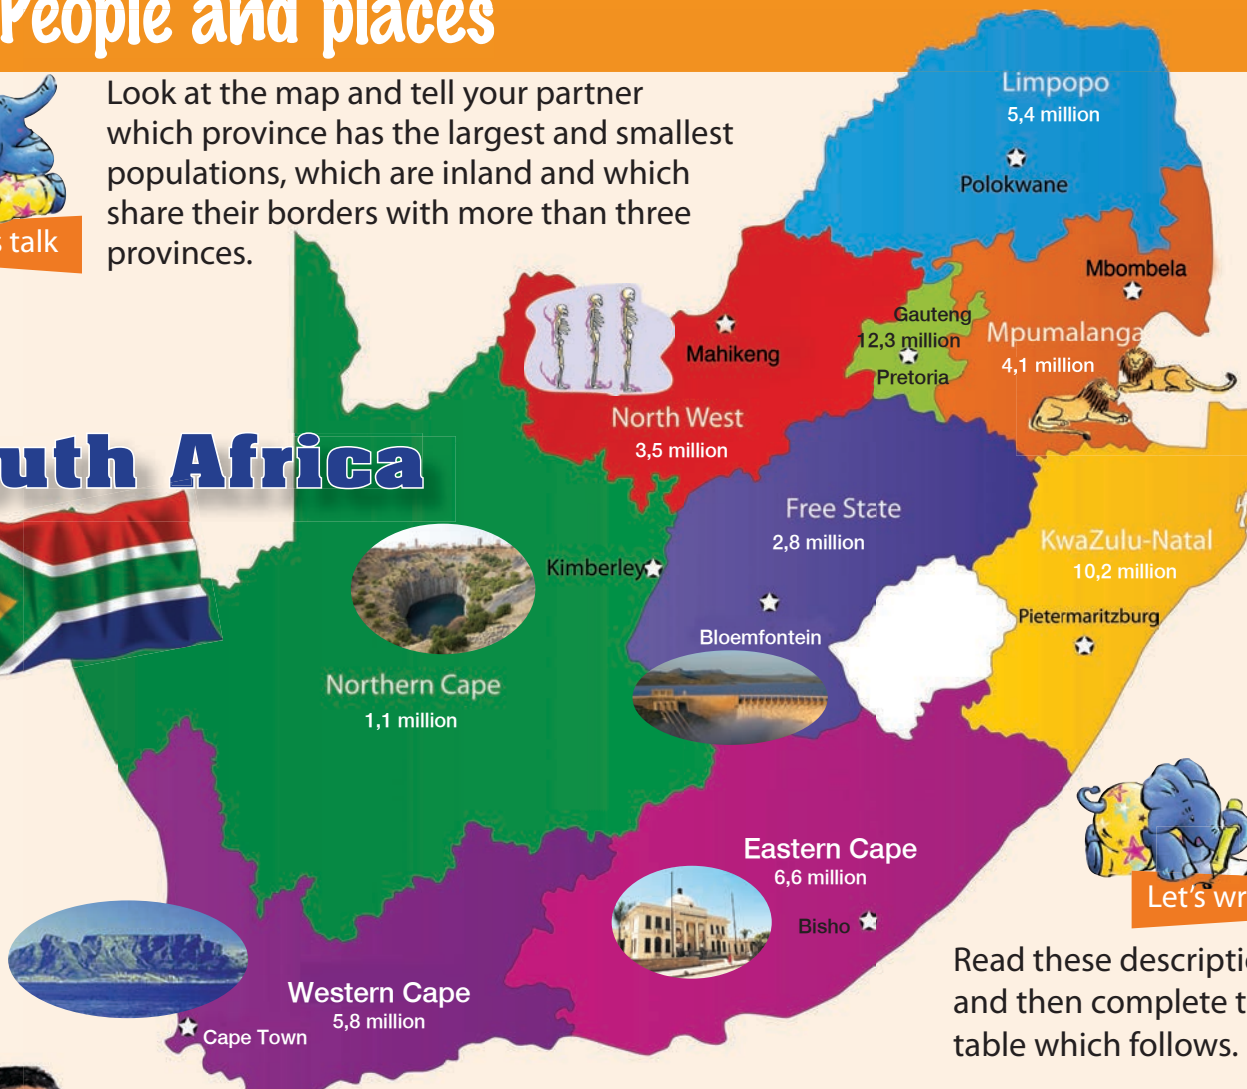 People and places
Look at the map and tell your partner
which province has the largest and smallest
populations, which are inland and which
share their borders with more than three
provinces.
talk
Limpopo
5,4 million
Polokwane
Mbombela
Gauteng
12,3 million
Pretoria
Mpumalanga
4,1 million
Mahikeng
North West
3,5 million
uth Africa
Free State
2,8 million
Kimberley
Bloemfontein
KwaZulu-Natal
10,2 million
Pietermaritzburg
Northern Cape
1,1 million
Eastern Cape
6,6 million
Bisho
Western Cape
5,8 million
Cape Town
Let's wr
Read these descripti
and then complete t
table which follows.